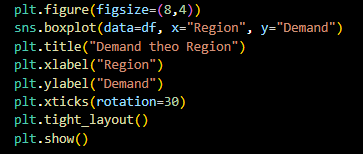 plt.figure(figsize=(8,4))
sns.boxplot(data=df, x="Region", y="Demand")
plt.title("Demand theo Region")
plt.xlabel("Region")
plt.ylabel("Demand")
plt.xticks(rotation=30)
plt.tight_layout()
plt.show()